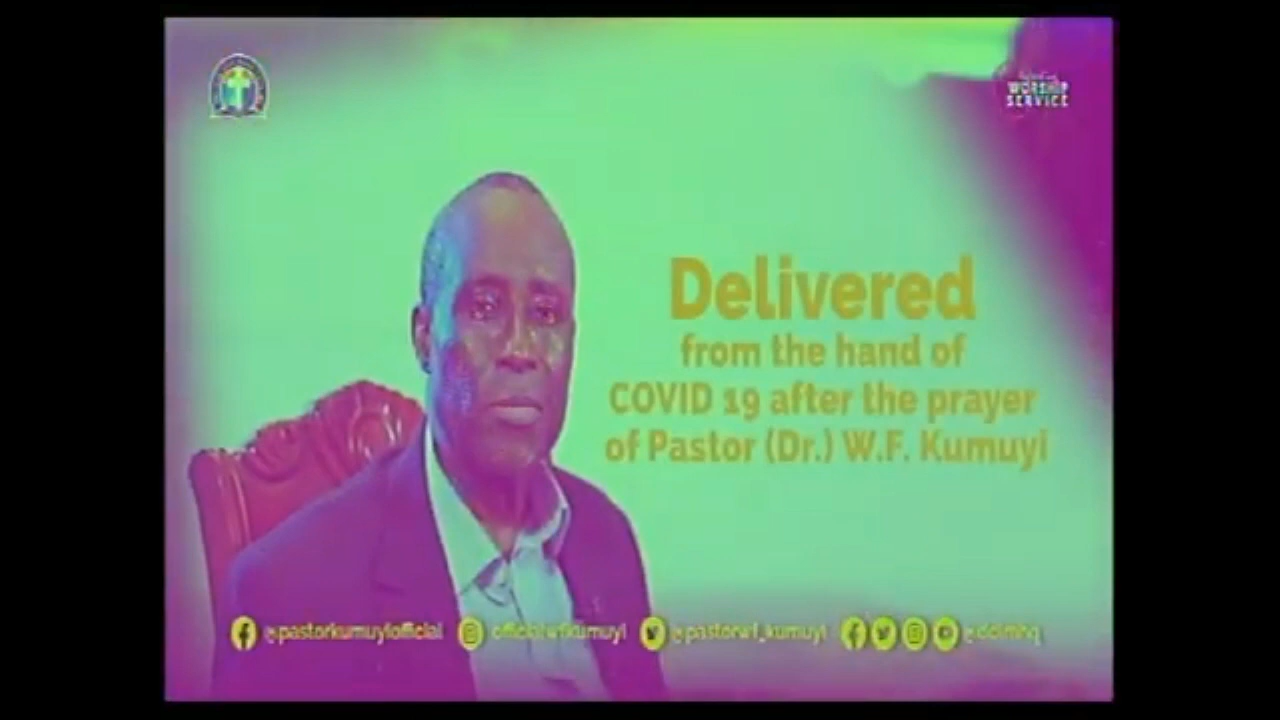 WORSHIP
SERVICE
Delivered
from the hand of
COVID 19 after the prayer
of Pastor (Dr.) W.F. Kumuyi
@pastorkumuyiofficial officialwfkumuyi @pastorwf_kumuyi @dclmhq